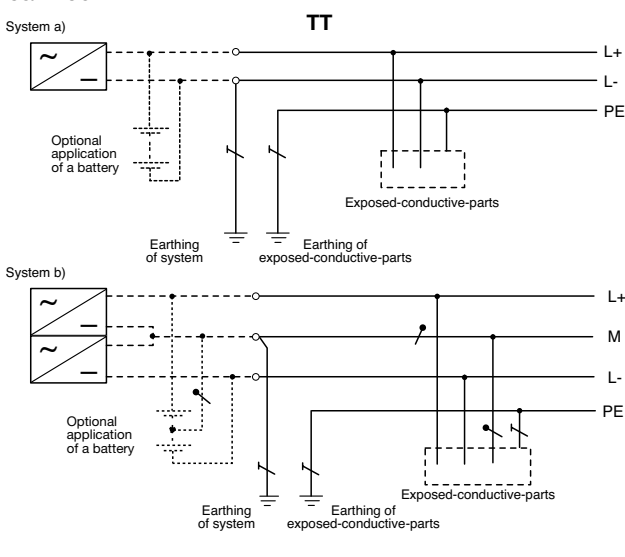 TT
System a)
L+
L-
PE
Optional
application
of a battery
Exposed-conductive-parts
Earthing
of system
Earthing of
exposed-conductive-parts
System b)
L+
M
L-
PE
Optional
application
of a battery
Exposed-conductive-parts
Earthing
of system
Earthing of
exposed-conductive-parts